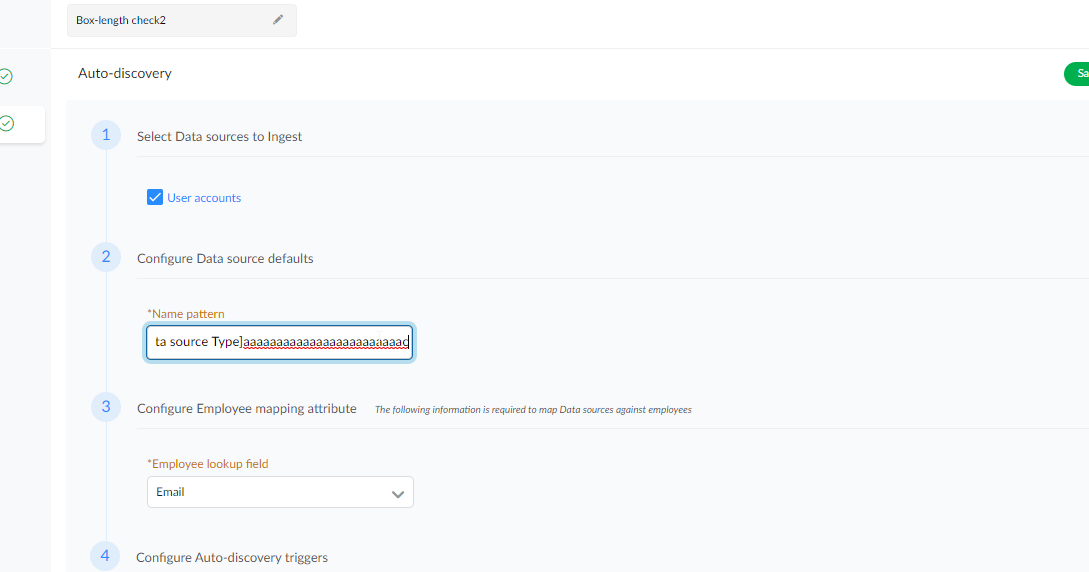 Box-length check2
Auto-discovery
Sa
1 Select Data sources to Ingest
User accounts
2 Configure Data source defaults
*Name pattern
ta source Type]aaaaaaaaaaaaaaaaaaaaaaaad
3 Configure Employee mapping attribute The following information is required to map Data sources against employees
*Employee lookup field
Email
4 Configure Auto-discovery triggers